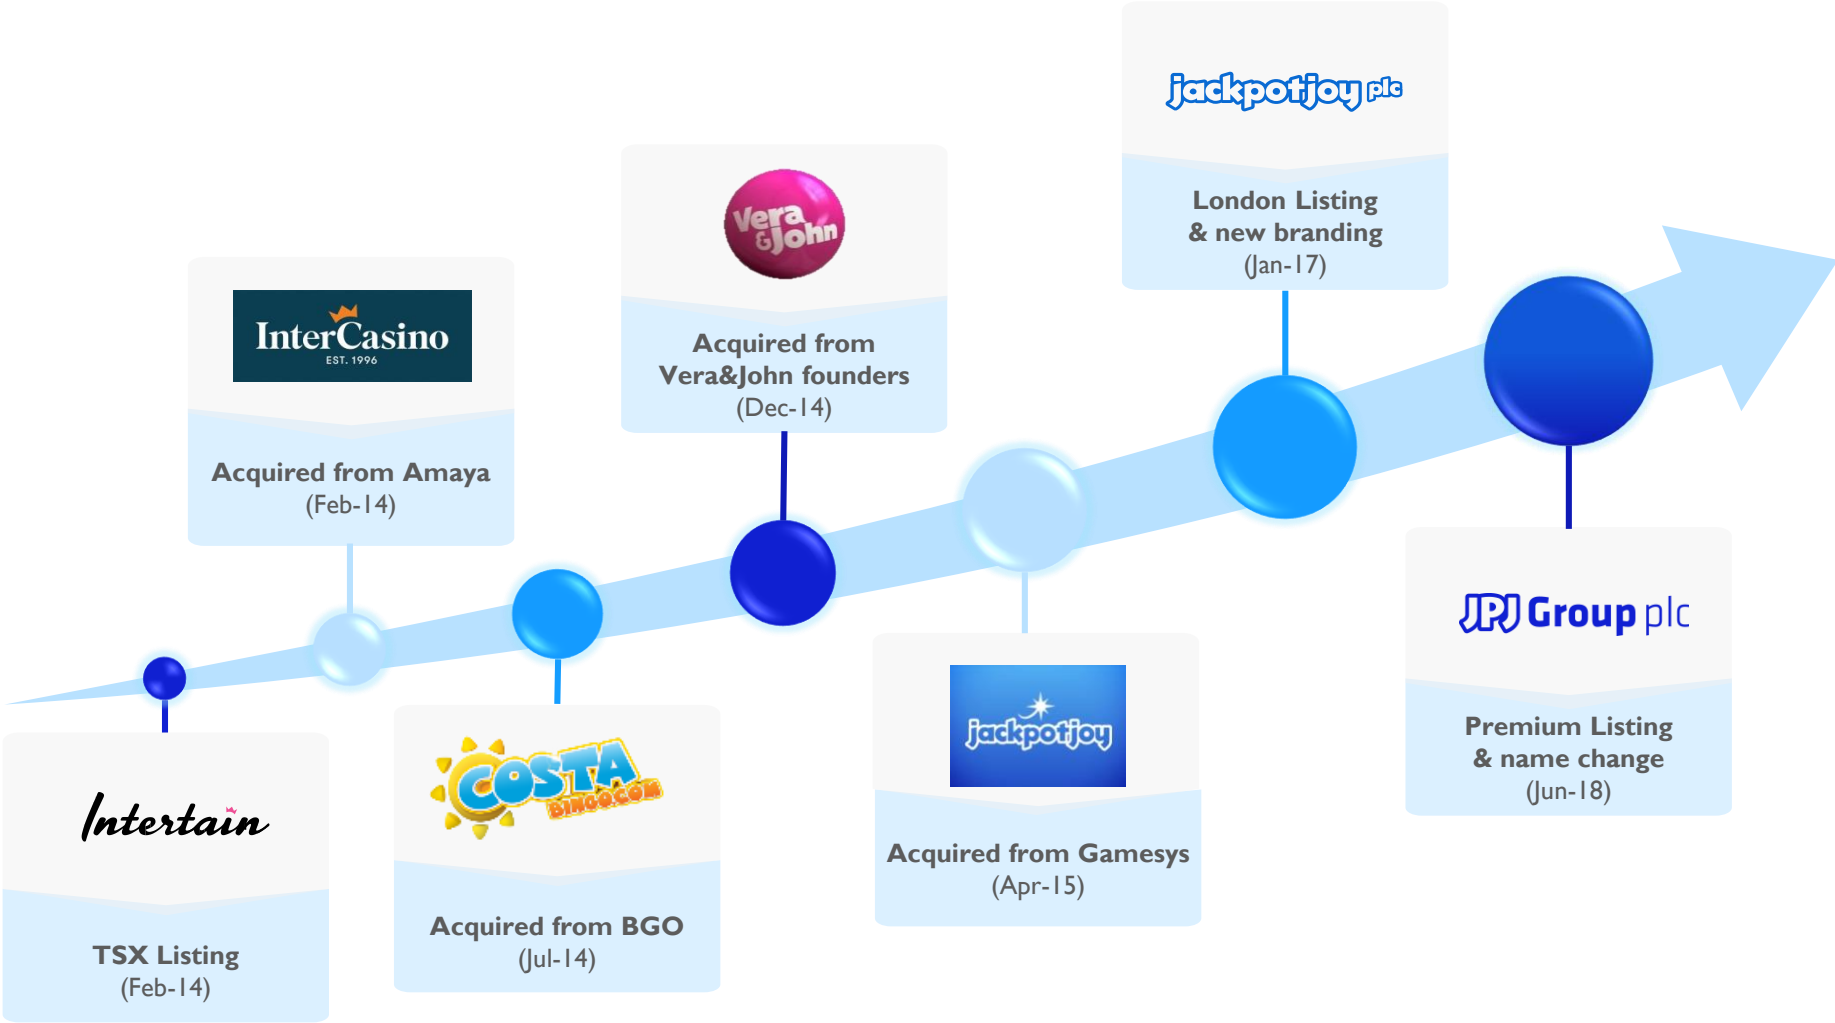 Intertain
TSX Listing
(Feb-14)
InterCasino
EST. 1996
Acquired from Amaya
(Feb-14)
COSTA
BINGO.COM
Acquired from BGO
(Jul-14)
Vera
&John
Acquired from
Vera&John founders
(Dec-14)
jackpotjoy
Acquired from Gamesys
(Apr-15)
jackpotjoy plc
London Listing
& new branding
(Jan-17)
JPJ Group plc
Premium Listing
& name change
(Jun-18)